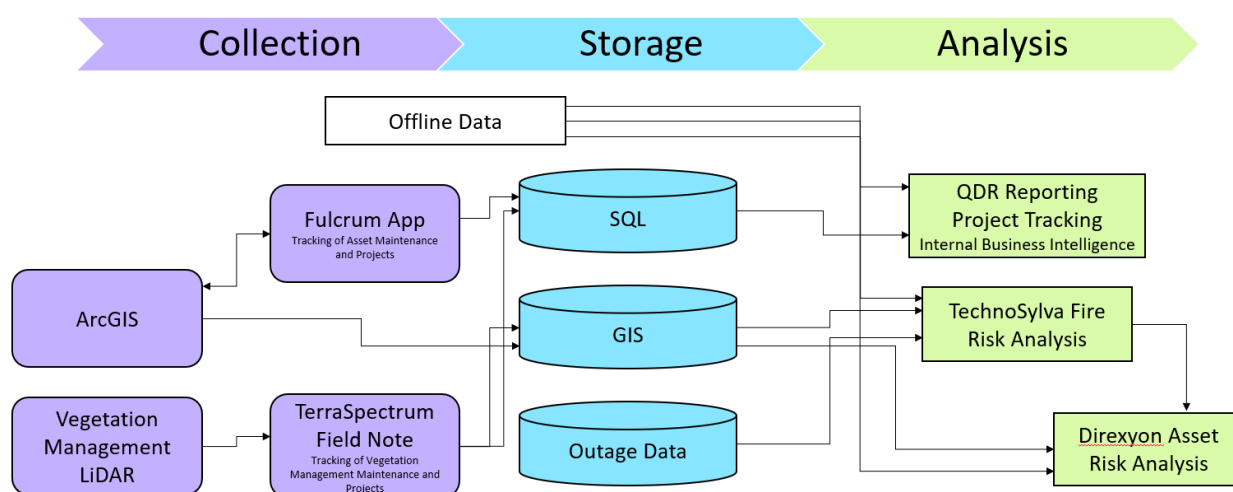 Collection
Storage
Analysis
Offline Data
Fulcrum App
Tracking of Asset Maintenance
and Projects
SQL
QDR Reporting
Project Tracking
Internal Business Intelligence
ArcGIS
GIS
TechnoSylva Fire
Risk Analysis
Vegetation
Management
LiDAR
TerraSpectrum
Field Note
Tracking of Vegetation
Management Maintenance and
Projects
Outage Data
Direxyon Asset
Risk Analysis